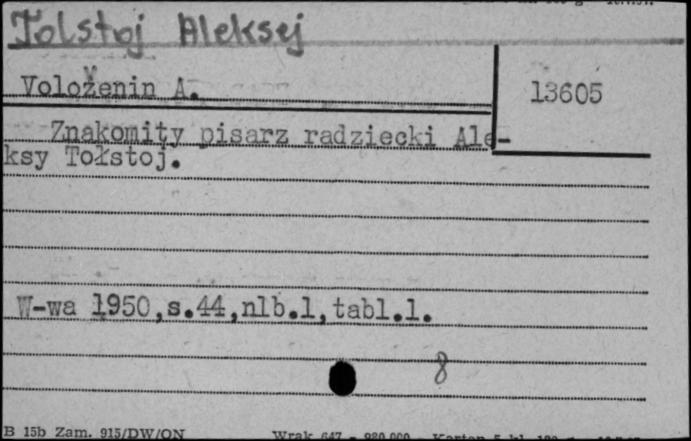 Tolstoj Aleksej
Voloženin A.
13605
Znakomity pisarz radziecki Ale-
ksy Tołstoj.
W-wa 1950,s.44,nlb.1,tabl.1.
8
B 15b Zam. 915/DW/ON